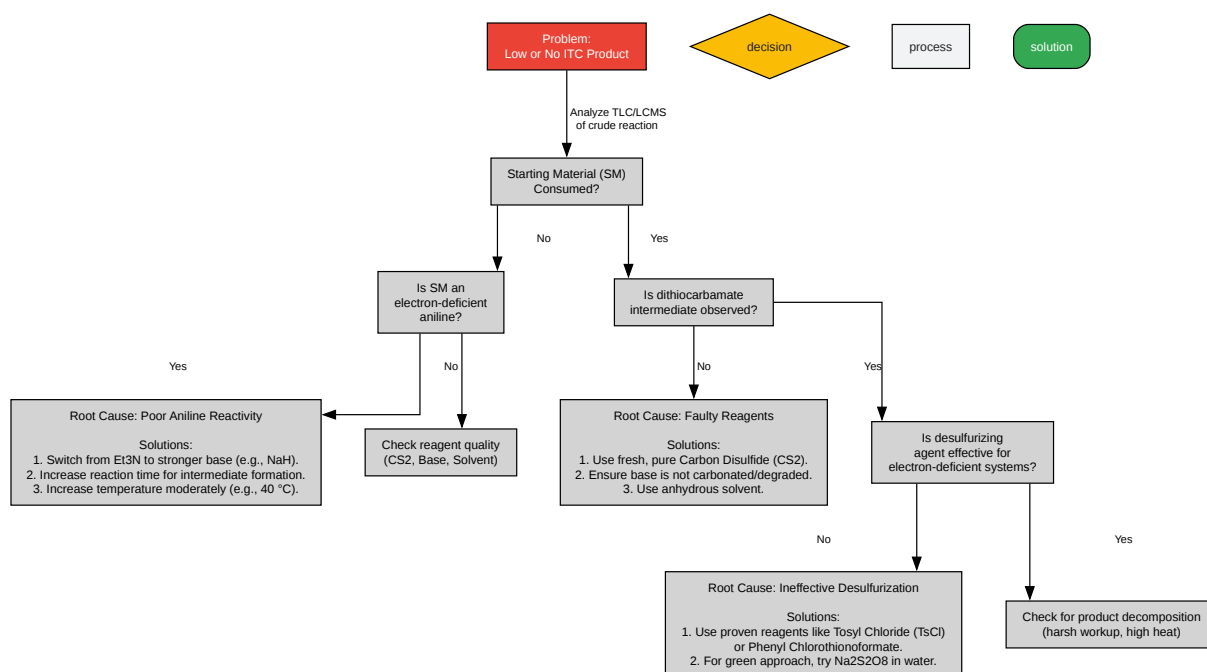 Problem:
Low or No ITC Product
decision
process
solution
Analyze TLC/LCMS
of crude reaction
Starting Material (SM)
Consumed?
No
Yes
Is SM an
electron-deficient
aniline?
Is dithiocarbamate
intermediate observed?
Yes
No
No
Yes
Root Cause: Poor Aniline Reactivity
Solutions:
1. Switch from Et3N to stronger base (e.g., NaH).
2. Increase reaction time for intermediate formation.
3. Increase temperature moderately (e.g., 40 °C).
Check reagent quality
(CS2, Base, Solvent)
Root Cause: Faulty Reagents
Solutions:
1. Use fresh, pure Carbon Disulfide (CS2).
2. Ensure base is not carbonated/degraded.
3. Use anhydrous solvent.
Is desulfurizing
agent effective for
electron-deficient systems?
No
Yes
Root Cause: Ineffective Desulfurization
Solutions:
1. Use proven reagents like Tosyl Chloride (TsCl)
or Phenyl Chlorothionoformate.
2. For green approach, try Na2S2O8 in water.
Check for product decomposition
(harsh workup, high heat)